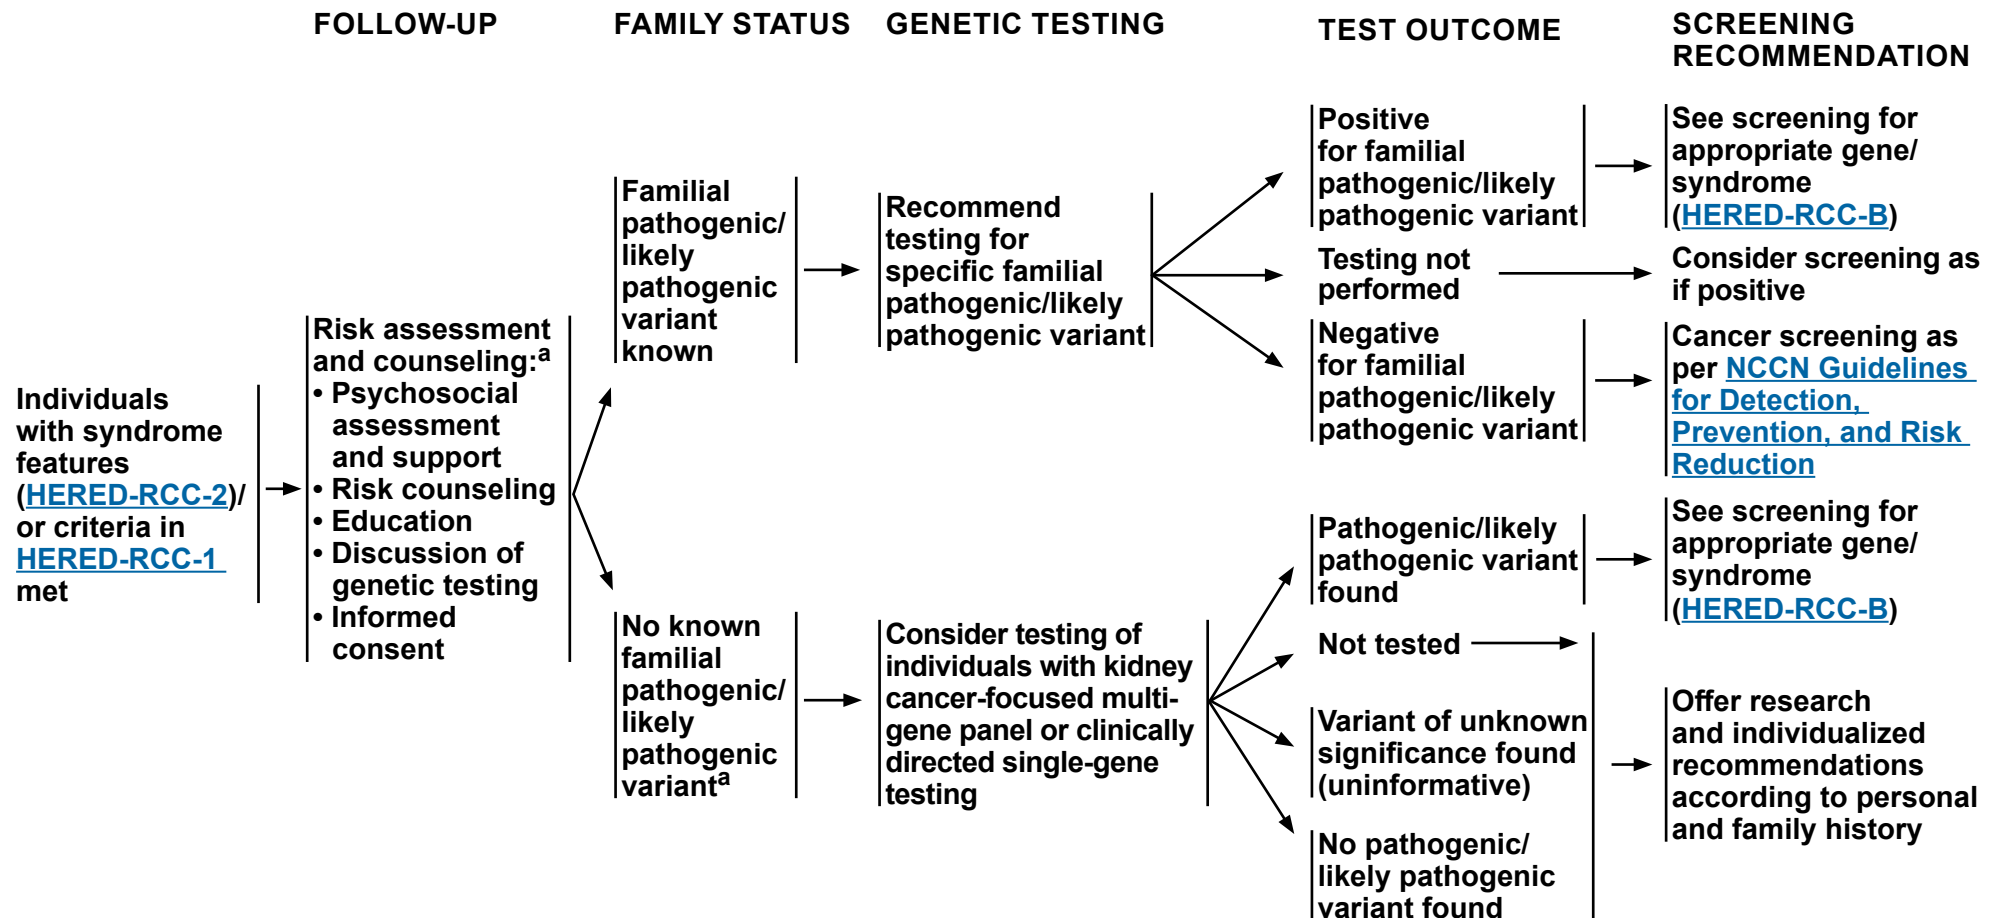 FOLLOW-UP
FAMILY STATUS
GENETIC TESTING
TEST OUTCOME
SCREENING
RECOMMENDATION
Individuals
with syndrome
features
(HERED-RCC-2)/
or criteria in
HERED-RCC-1
met
Risk assessment
and counseling:a
• Psychosocial
assessment
and support
• Risk counseling
• Education
• Discussion of
genetic testing
• Informed
consent
Familial
pathogenic/
likely
pathogenic
variant
known
Recommend
testing for
specific familial
pathogenic/likely
pathogenic variant
Positive
for familial
pathogenic/likely
pathogenic variant
See screening for
appropriate gene/
syndrome
(HERED-RCC-B)
Testing not
performed
Consider screening as
if positive
Negative
for familial
pathogenic/likely
pathogenic variant
Cancer screening as
per NCCN Guidelines
for Detection,
Prevention, and Risk
Reduction
No known
familial
pathogenic/
likely
pathogenic
varianta
Consider testing of
individuals with kidney
cancer-focused multi-
gene panel or clinically
directed single-gene
testing
Pathogenic/likely
pathogenic variant
found
See screening for
appropriate gene/
syndrome
(HERED-RCC-B)
Not tested
Variant of unknown
significance found
(uninformative)
No pathogenic/
likely pathogenic
variant found
Offer research
and individualized
recommendations
according to personal
and family history